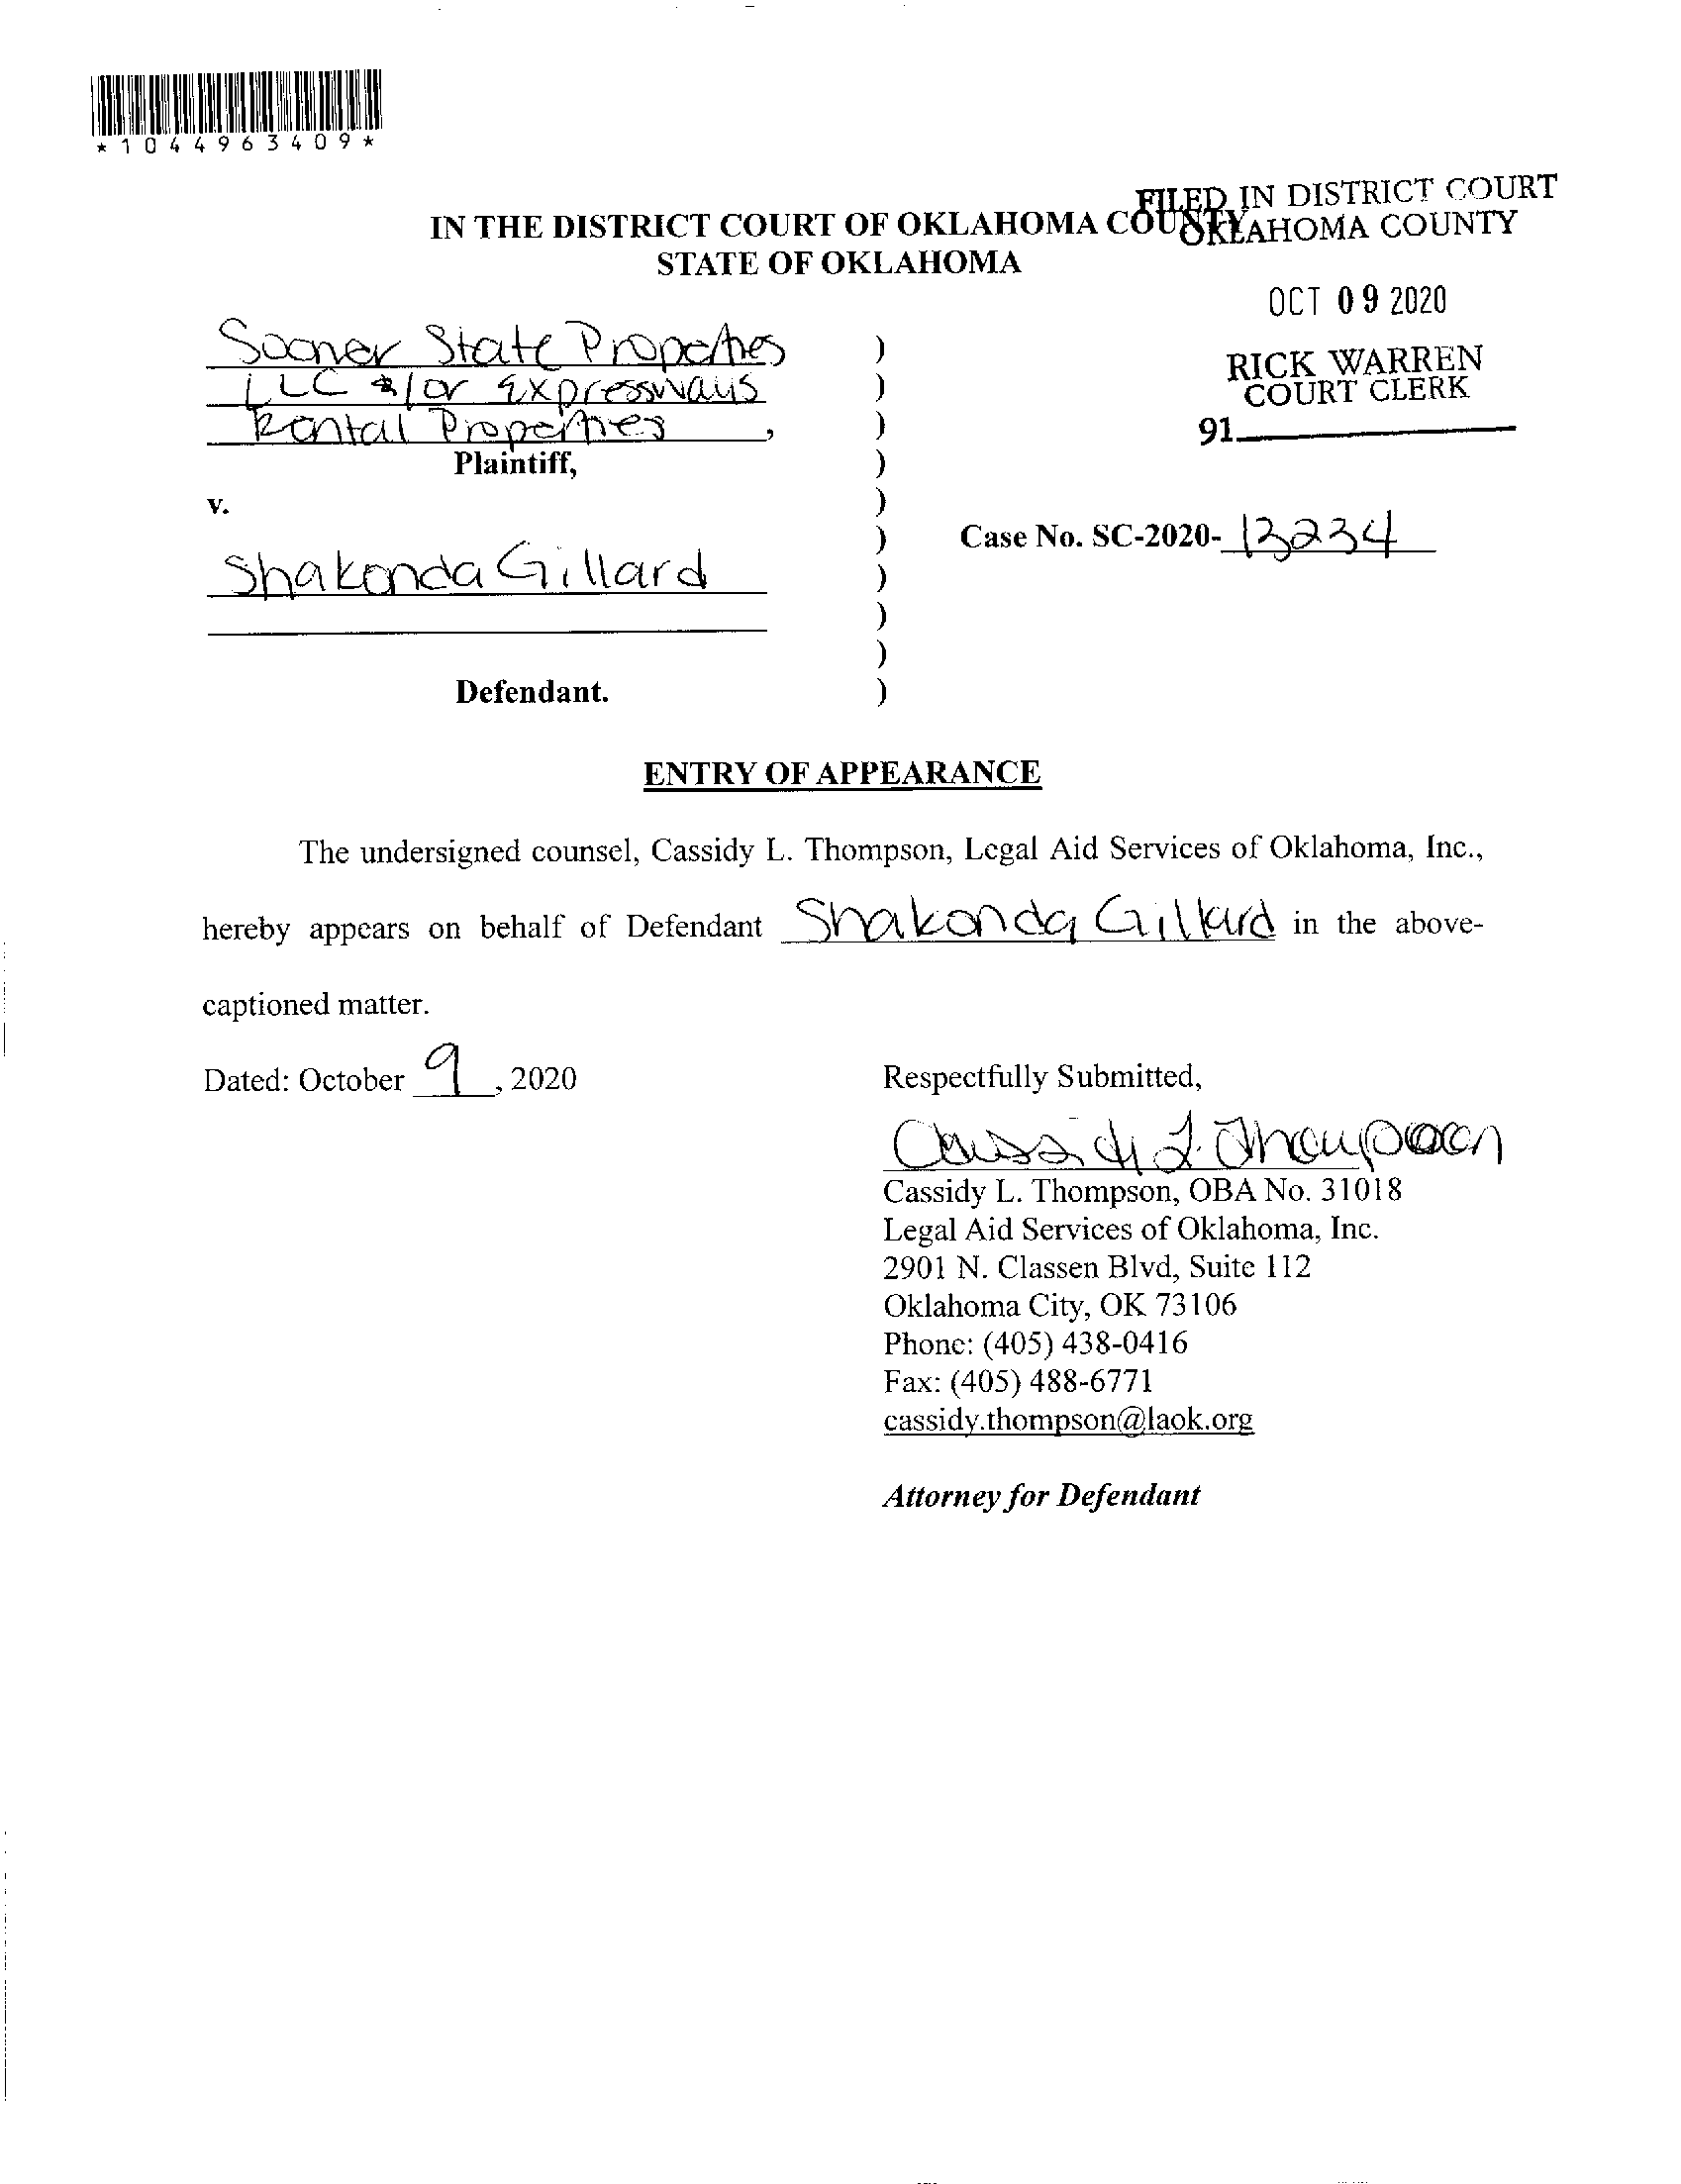 *1044963409*
FILED IN DISTRICT COURT
IN THE DISTRICT COURT OF OKLAHOMA COUNTY
OKLAHOMA COUNTY
STATE OF OKLAHOMA
OCT 09 2020
RICK WARREN
COURT CLERK
91
Sooner State Properties
LLC &/or Expressways
Rental Properties,
Plaintiff,
v.
Case No. SC-2020-13234
Shakonda Gillard
Defendant.
)
)
)
)
)
)
)
)
)
)
ENTRY OF APPEARANCE
The undersigned counsel, Cassidy L. Thompson, Legal Aid Services of Oklahoma, Inc.,
hereby appears on behalf of Defendant Shakonda Gillard in the above-
captioned matter.
Dated: October 9, 2020
Respectfully Submitted,
Cassidy L. Thompson
Cassidy L. Thompson, OBA No. 31018
Legal Aid Services of Oklahoma, Inc.
2901 N. Classen Blvd, Suite 112
Oklahoma City, OK 73106
Phone: (405) 438-0416
Fax: (405) 488-6771
cassidy.thompson@laok.org
Attorney for Defendant